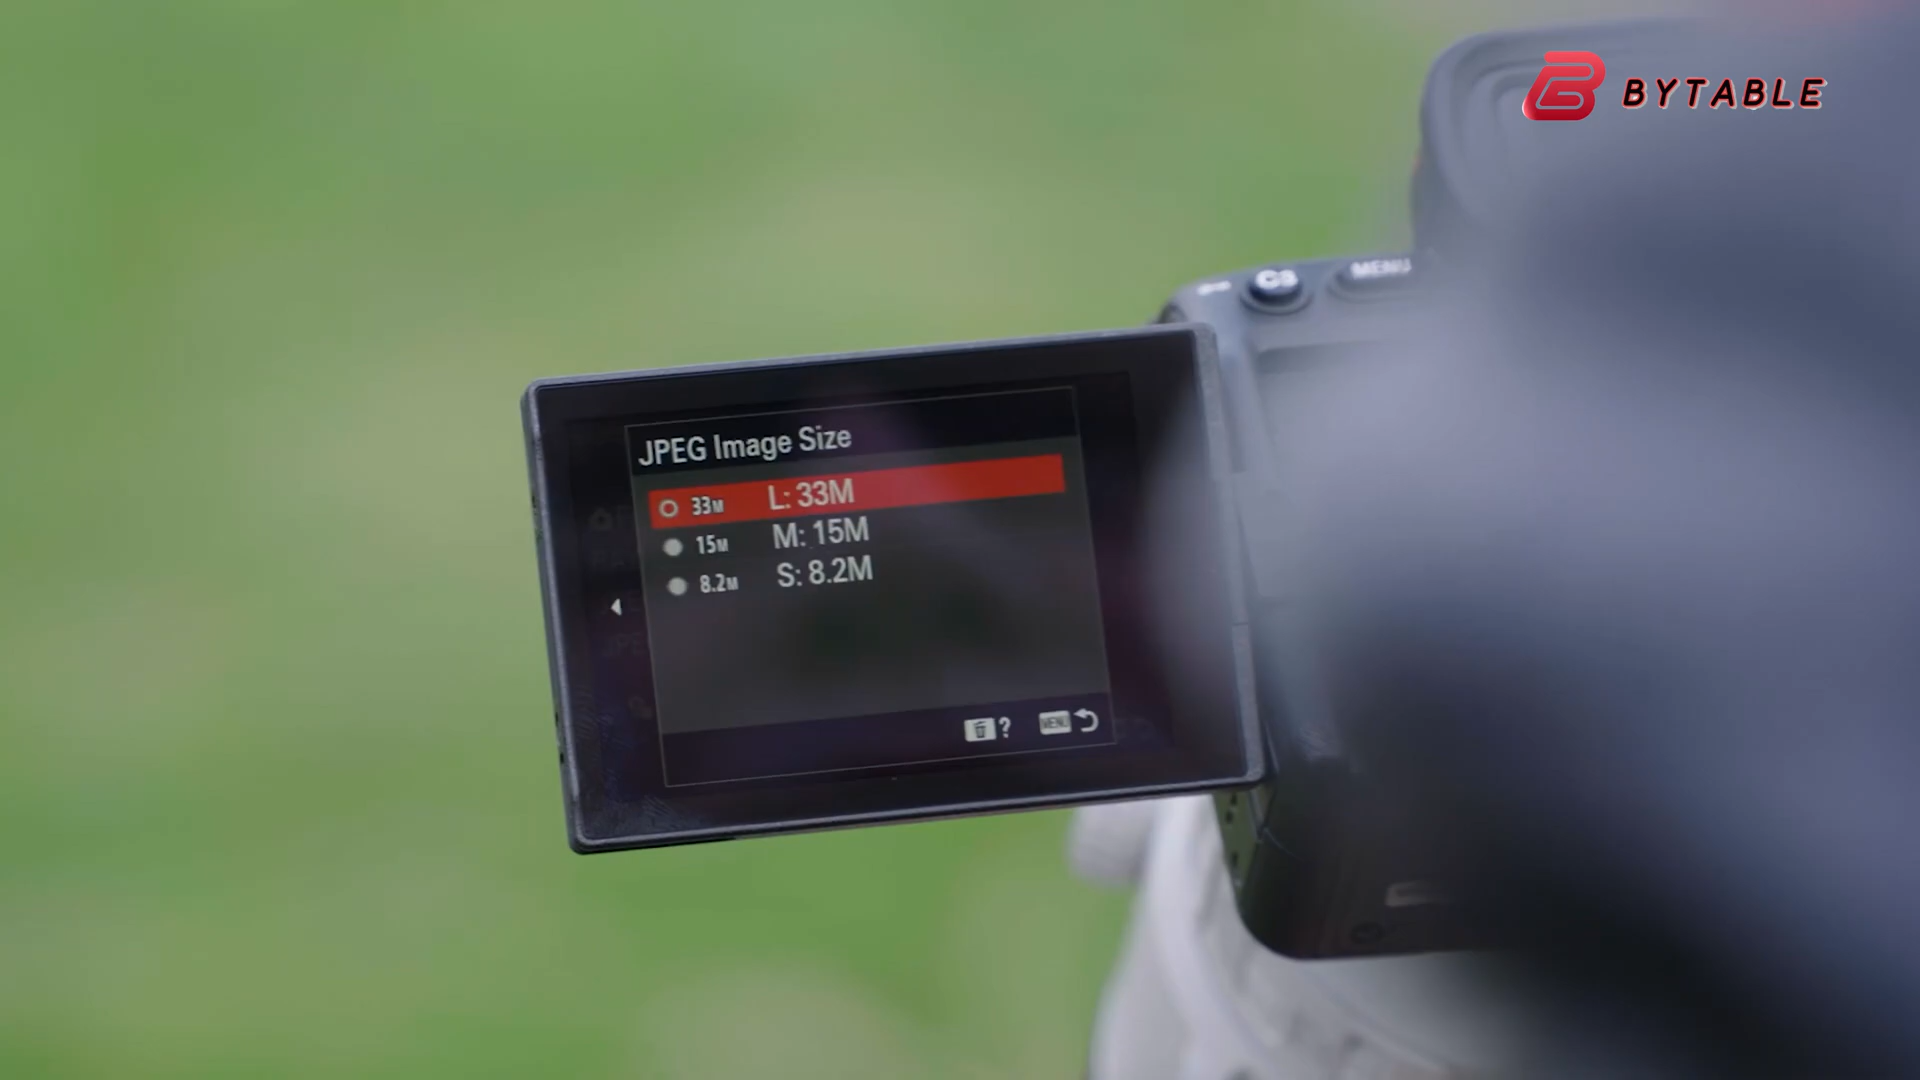 BYTABLE
C3 MENU
JPEG Image Size
33M L: 33M
15M M: 15M
8.2M S: 8.2M
?
MENU